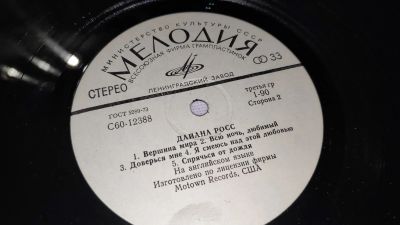 МИНИСТЕРСТВО КУЛЬТУРЫ СССР
МЕЛОДИЯ
ВСЕСОЮЗНАЯ ФИРМА ГРАМПЛАСТИНОК
СТЕРЕО
33
ЛЕНИНГРАДСКИЙ ЗАВОД
ГОСТ 5289-73
С60-12388
третья гр
1-90
Сторона 2
ДАЙАНА РОСС
1. Вершина мира 2. Всю ночь, любимый
3. Доверься мне 4. Я смеюсь над этой любовью
5. Спрячься от дождя
На английском языке
Изготовлено по лицензии фирмы
Motown Records, США